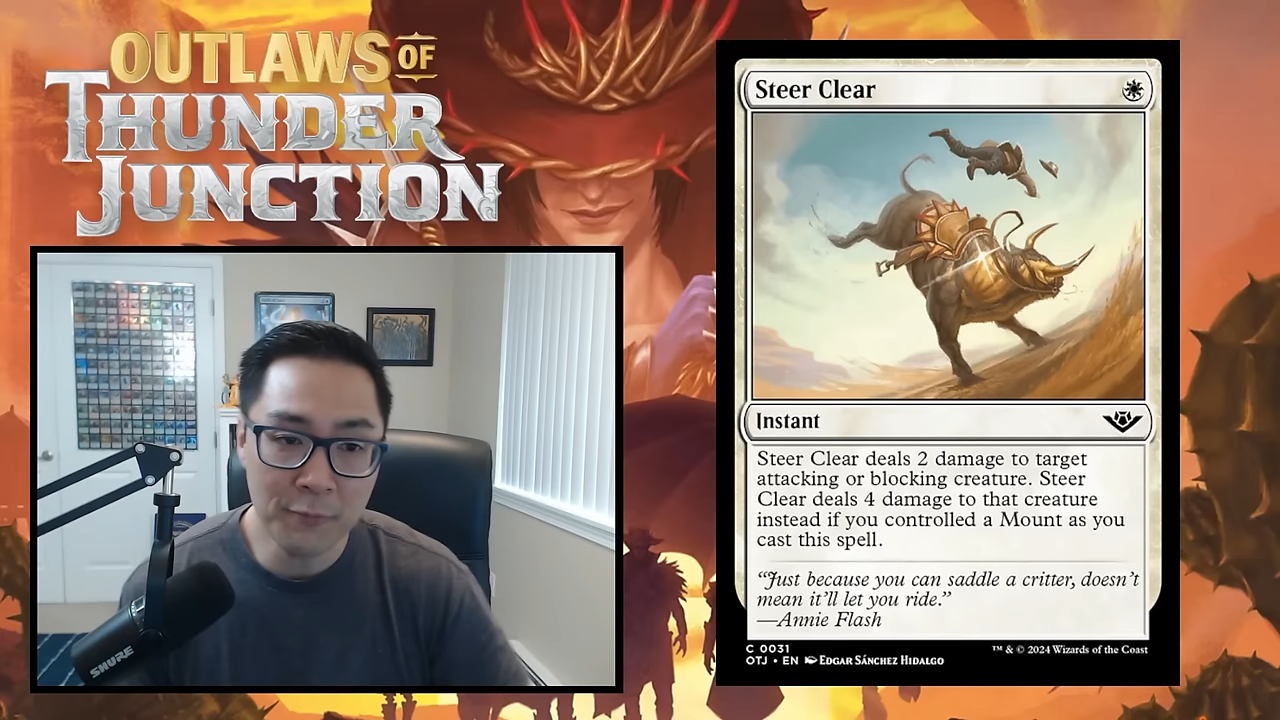 OUTLAWS OF
THUNDER
JUNCTION
SHURE
Steer Clear
Instant
Steer Clear deals 2 damage to target
attacking or blocking creature. Steer
Clear deals 4 damage to that creature
instead if you controlled a Mount as you
cast this spell.
“Just because you can saddle a critter, doesn’t
mean it’ll let you ride.”
—Annie Flash
C 0031
OTJ • EN Edgar Sánchez Hidalgo
™ & © 2024 Wizards of the Coast